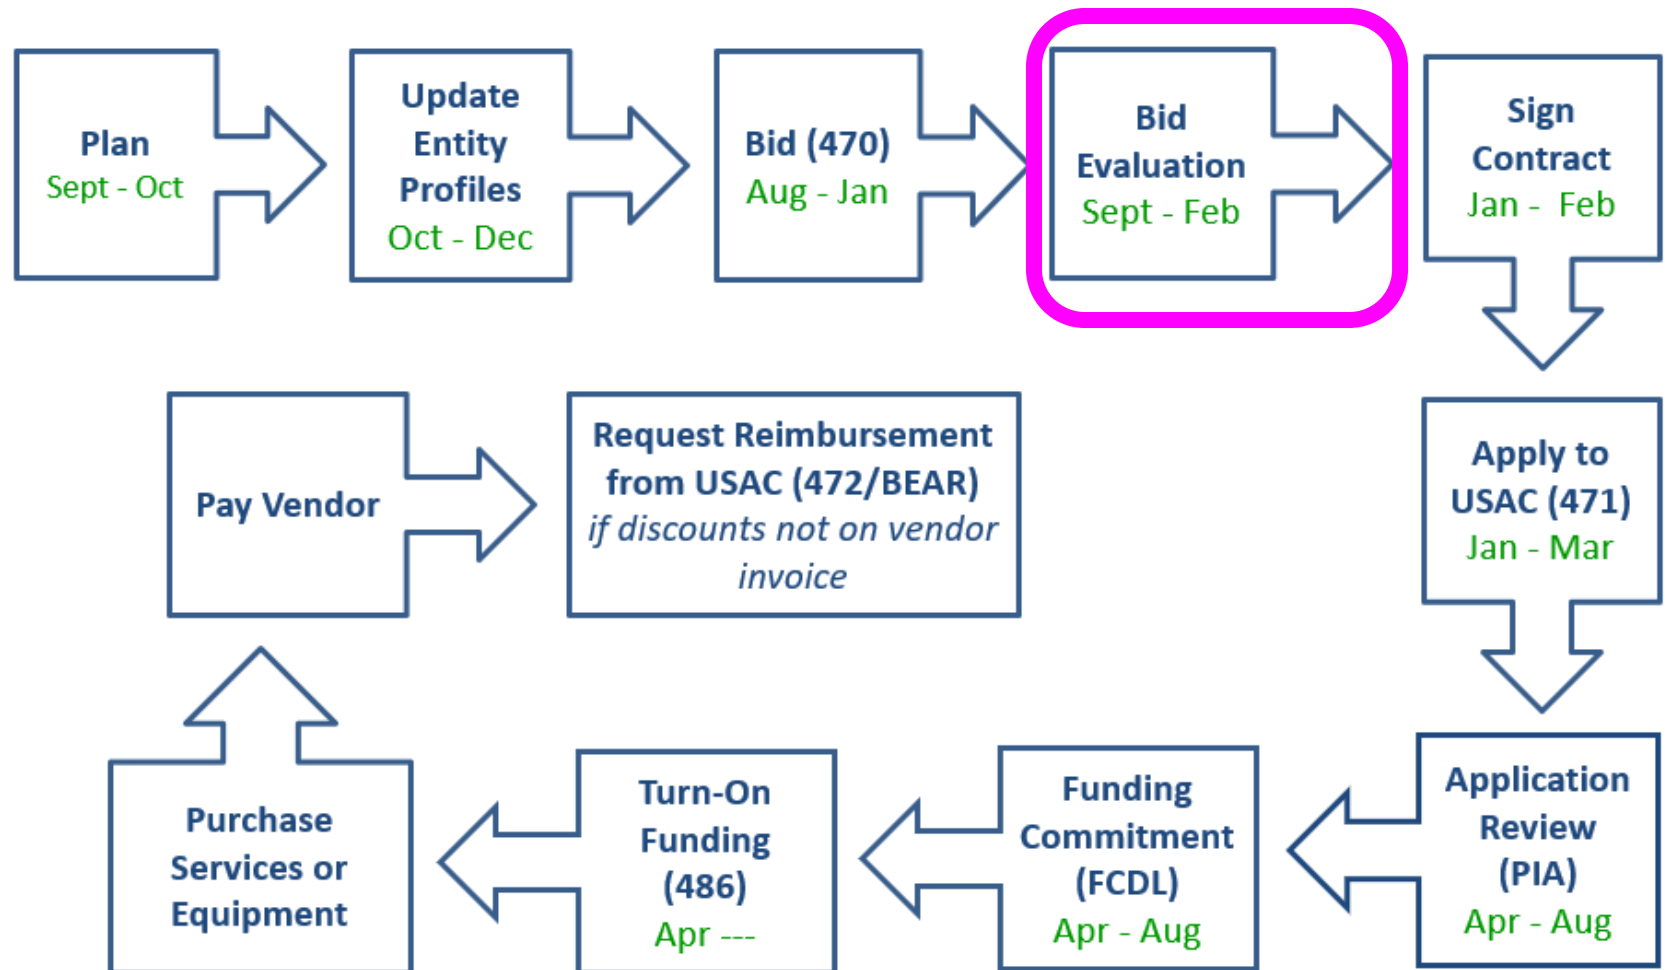 Plan
Sept - Oct
Update
Entity
Profiles
Oct - Dec
Bid (470)
Aug - Jan
Bid
Evaluation
Sept - Feb
Sign
Contract
Jan - Feb
Apply to
USAC (471)
Jan - Mar
Application
Review
(PIA)
Apr - Aug
Funding
Commitment
(FCDL)
Apr - Aug
Turn-On
Funding
(486)
Apr ---
Purchase
Services or
Equipment
Pay Vendor
Request Reimbursement
from USAC (472/BEAR)
if discounts not on vendor
invoice